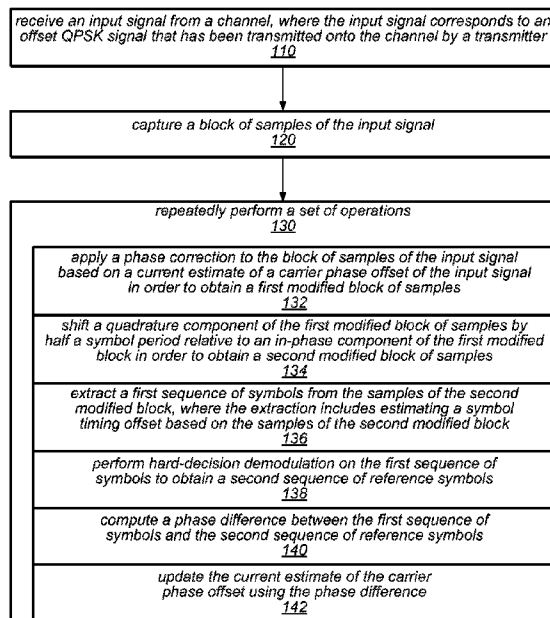 receive an input signal from a channel, where the input signal corresponds to an
offset QPSK signal that has been transmitted onto the channel by a transmitter
110
capture a block of samples of the input signal
120
repeatedly perform a set of operations
130
apply a phase correction to the block of samples of the input signal
based on a current estimate of a carrier phase offset of the input signal
in order to obtain a first modified block of samples
132
shift a quadrature component of the first modified block of samples by
half a symbol period relative to an in-phase component of the first modified
block in order to obtain a second modified block of samples
134
extract a first sequence of symbols from the samples of the second
modified block, where the extraction includes estimating a symbol
timing offset based on the samples of the second modified block
136
perform hard-decision demodulation on the first sequence of
symbols to obtain a second sequence of reference symbols
138
compute a phase difference between the first sequence of
symbols and the second sequence of reference symbols
140
update the current estimate of the carrier
phase offset using the phase difference
142